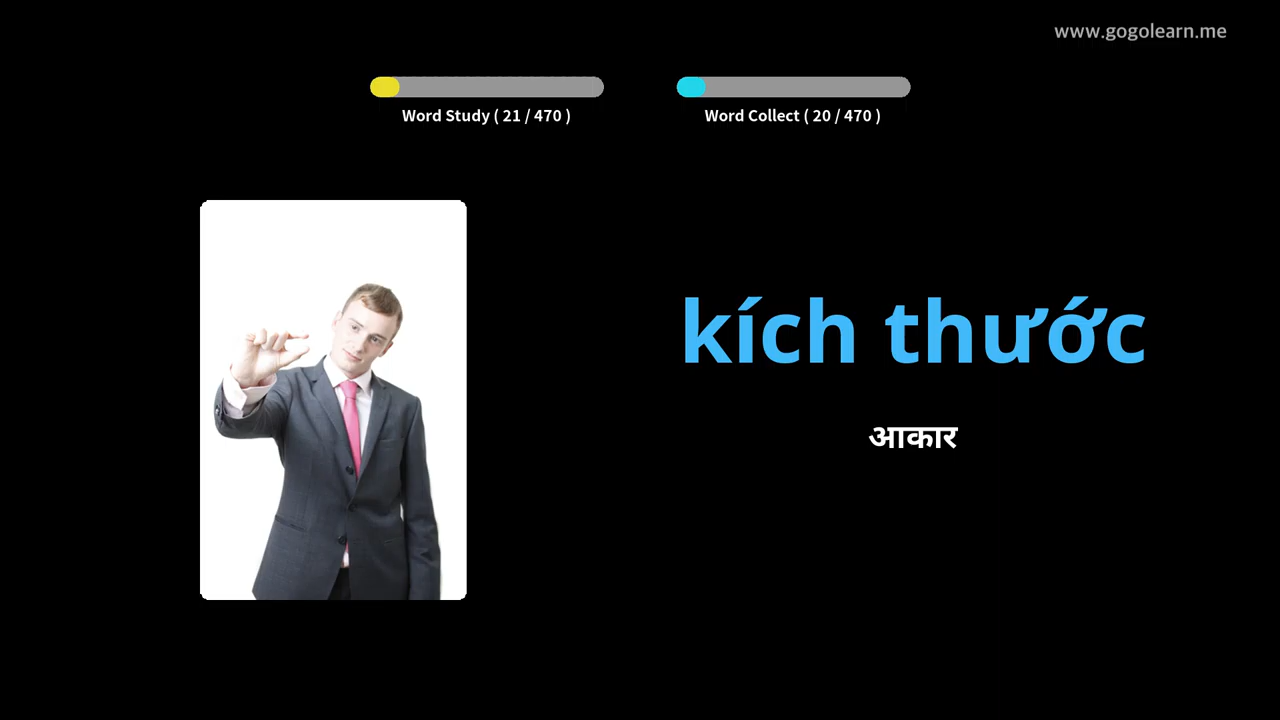 www.gogolearn.me
Word Study ( 21 / 470 )
Word Collect ( 20 / 470 )
kích thước
आकार